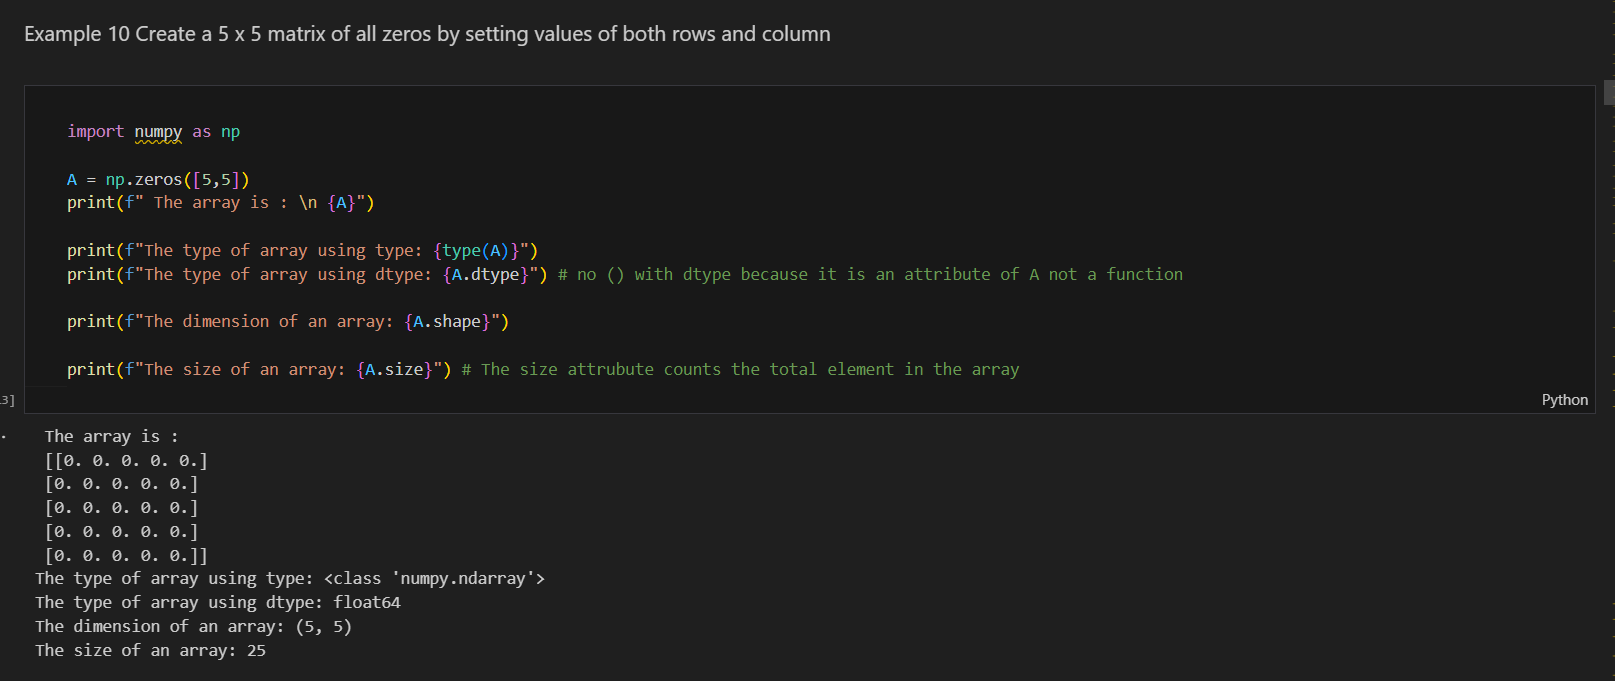 Example 10 Create a 5 x 5 matrix of all zeros by setting values of both rows and column
import numpy as np
A = np.zeros([5,5])
print(f" The array is : \n {A}")
print(f"The type of array using type: {type(A)}")
print(f"The type of array using dtype: {A.dtype}") # no () with dtype because it is an attribute of A not a function
print(f"The dimension of an array: {A.shape}")
print(f"The size of an array: {A.size}") # The size attrubute counts the total element in the array
3]
Python
The array is :
[[0. 0. 0. 0. 0.]
[0. 0. 0. 0. 0.]
[0. 0. 0. 0. 0.]
[0. 0. 0. 0. 0.]
[0. 0. 0. 0. 0.]]
The type of array using type: <class 'numpy.ndarray'>
The type of array using dtype: float64
The dimension of an array: (5, 5)
The size of an array: 25